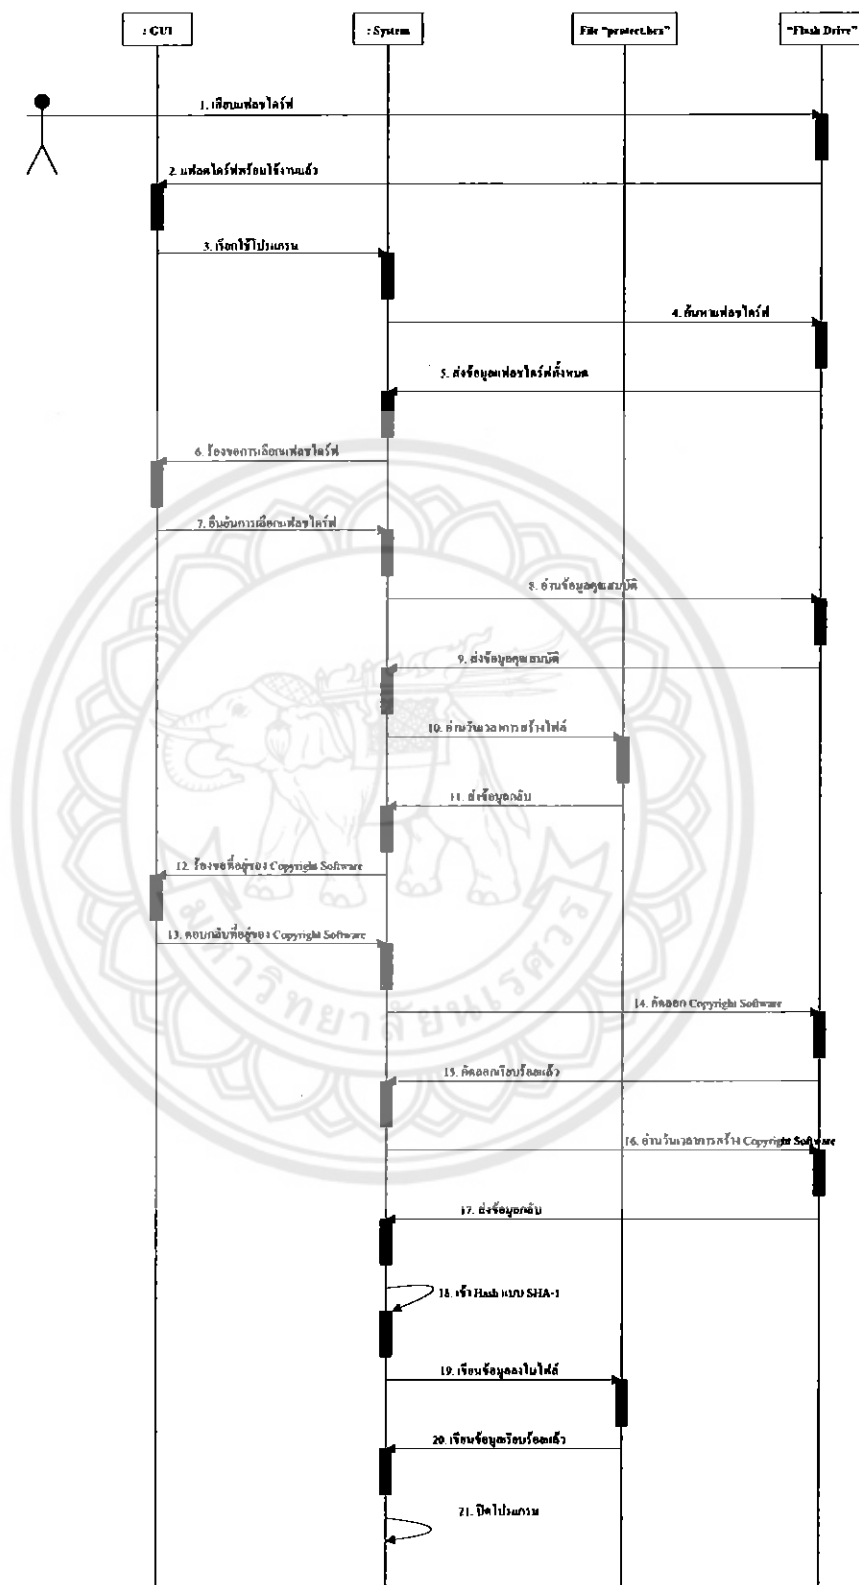 : GUI
: System
File "protect.hex"
"Flash Drive"
1. เสียบแฟลชไดร์ฟ
2. แฟลตไดร์ฟพร้อมใช้งานแล้ว
3. เรียกใช้โปรแกรม
4. ค้นหาแฟลชไดร์ฟ
5. ส่งข้อมูลแฟลชไดร์ฟทั้งหมด
6. ร้องขอการเลือกแฟลชไดร์ฟ
7. ยืนยันการเลือกแฟลชไดร์ฟ
8. อ่านข้อมูลคุณสมบัติ
9. ส่งข้อมูลคุณสมบัติ
10. อ่านวันเวลาการสร้างไฟล์
11. ส่งข้อมูลกลับ
12. ร้องขอที่อยู่ของ Copyright Software
13. ตอบกลับที่อยู่ของ Copyright Software
มหาวิทยาลัยนเรศวร
14. คัดลอก Copyright Software
15. คัดลอกเรียบร้อยแล้ว
16. อ่านวันเวลาการสร้าง Copyright Software
17. ส่งข้อมูลกลับ
18. เข้า Hash แบบ SHA-1
19. เขียนข้อมูลลงในไฟล์
20. เขียนข้อมูลเรียบร้อยแล้ว
21. ปิดโปรแกรม